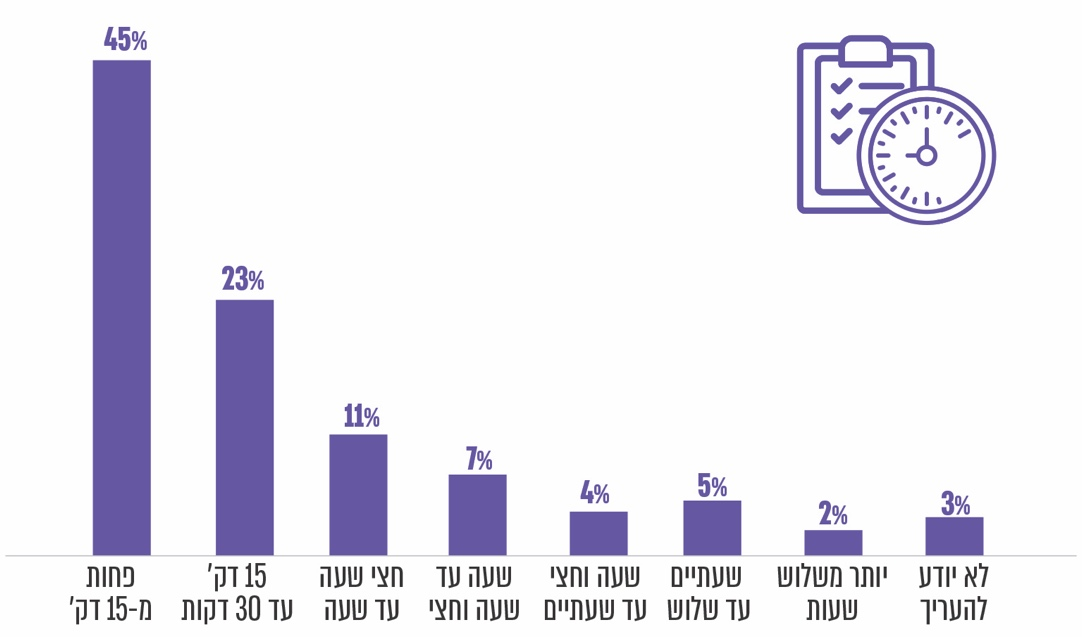 45%
23%
11%
7%
4%
5%
2%
3%
פחות
מ-15 דק'
15 דק'
עד 30 דקות
חצי שעה
עד שעה
שעה עד
שעה וחצי
שעה וחצי
עד שעתיים
שעתיים
עד שלוש
יותר משלוש
שעות
לא יודע
להעריך